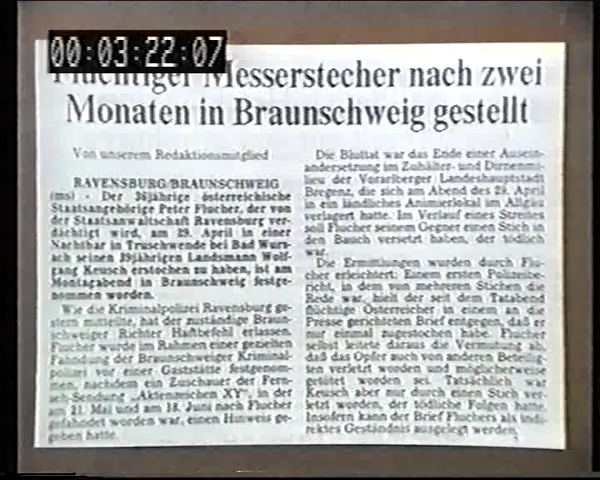 00:03:22:07
Flüchtiger Messerstecher nach zwei
Monaten in Braunschweig gestellt
Von unserem Redaktionsmitglied
RAVENSBURG/BRAUNSCHWEIG
(ms) - Der 36jährige österreichische
Staatsangehörige Peter Flucher, der von
der Staatsanwaltschaft Ravensburg ver-
dächtigt wird, am 29. April in einer
Nachtbar in Truschwende bei Bad Wurz-
ach seinen 39jährigen Landsmann Wolf-
gang Keusch erstochen zu haben, ist am
Montagabend in Braunschweig festge-
nommen worden.
Wie die Kriminalpolizei Ravensburg ge-
stern mitteilte, hat der zuständige Braun-
schweiger Richter Haftbefehl erlassen.
Flucher wurde im Rahmen einer gezielten
Fahndung der Braunschweiger Kriminal-
polizei vor einer Gaststätte festgenom-
men, nachdem ein Zuschauer der Fern-
seh-Sendung „Aktenzeichen XY", in der
am 21. Mai und am 18. Juni nach Flucher
gefahndet worden war, einen Hinweis ge-
geben hatte.
Die Bluttat war das Ende einer Ausein-
andersetzung im Zuhälter- und Dirnenmi-
lieu der Vorarlberger Landeshauptstadt
Bregenz, die sich am Abend des 29. April
in ein ländliches Animierlokal im Allgäu
verlagert hatte. Im Verlauf eines Streites
soll Flucher seinem Gegner einen Stich in
den Bauch versetzt haben, der tödlich
war.
Die Ermittlungen wurden durch Flu-
cher erleichtert: Einem ersten Polizeibe-
richt, in dem von mehreren Stichen die
Rede war, hielt der seit dem Tatabend
flüchtige Österreicher in einem an die
Presse gerichteten Brief entgegen, daß er
nur einmal zugestochen habe. Flucher
selbst leitete daraus die Vermutung ab,
daß das Opfer auch von anderen Beteilig-
ten verletzt worden und möglicherweise
getötet worden sei. Tatsächlich war
Keusch aber nur durch einen Stich ver-
letzt worden, der tödliche Folgen hatte.
Insofern kann der Brief Fluchers als indi-
rektes Geständnis ausgelegt werden.